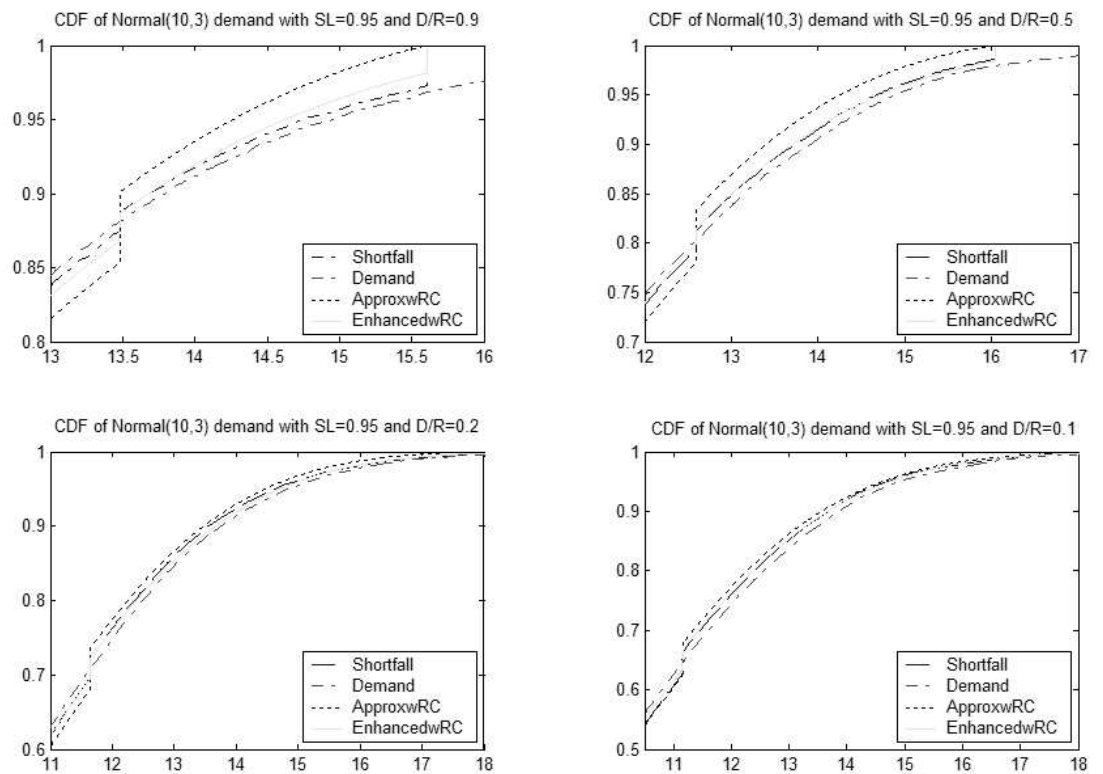 CDF of Normal(10,3) demand with SL=0.95 and D/R=0.9
1
0.95
0.9
0.85
0.8
13
13.5
14
14.5
15
15.5
16
Shortfall
Demand
ApproxwRC
EnhancedwRC
CDF of Normal(10,3) demand with SL=0.95 and D/R=0.5
1
0.95
0.9
0.85
0.8
0.75
0.7
12
13
14
15
16
17
Shortfall
Demand
ApproxwRC
EnhancedwRC
CDF of Normal(10,3) demand with SL=0.95 and D/R=0.2
1
0.9
0.8
0.7
0.6
11
12
13
14
15
16
17
18
Shortfall
Demand
ApproxwRC
EnhancedwRC
CDF of Normal(10,3) demand with SL=0.95 and D/R=0.1
1
0.9
0.8
0.7
0.6
0.5
11
12
13
14
15
16
17
18
Shortfall
Demand
ApproxwRC
EnhancedwRC